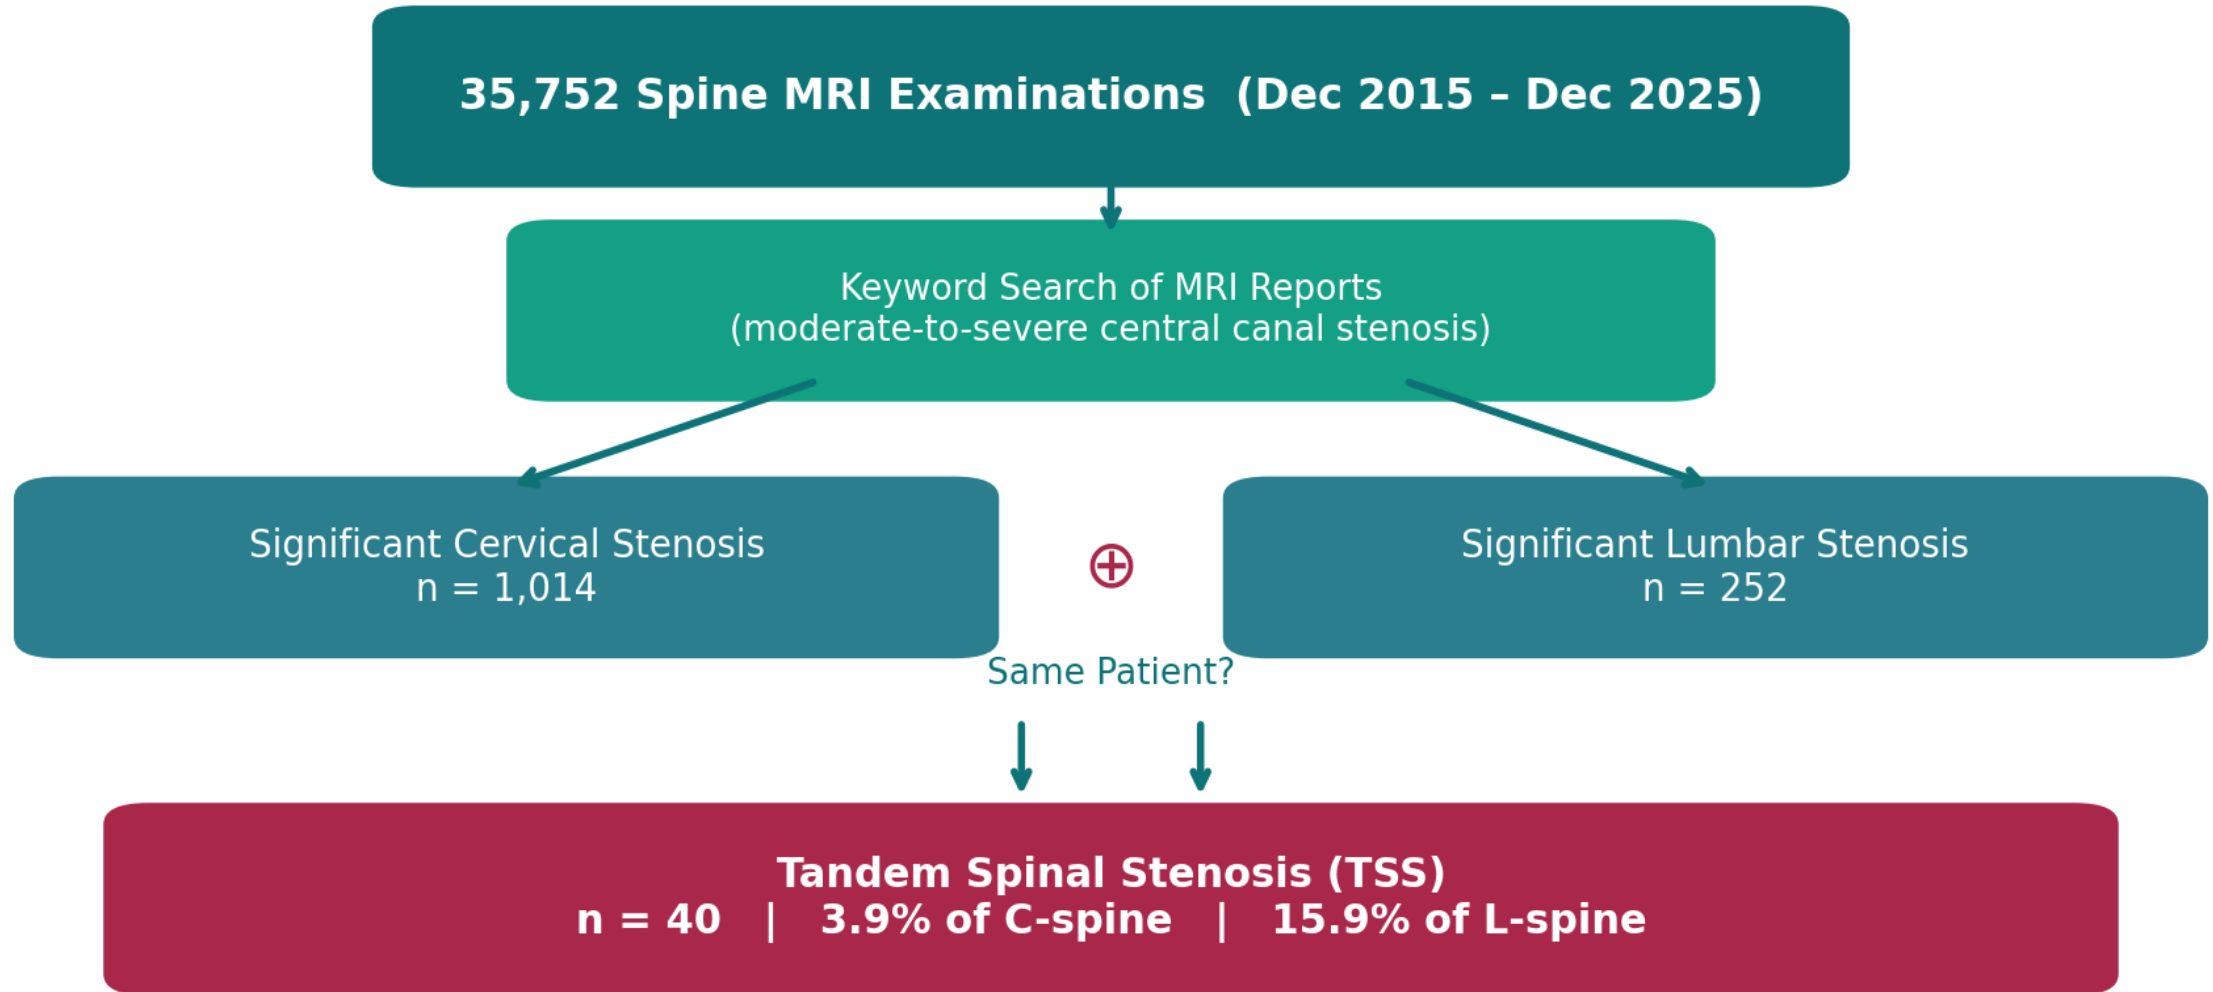 35,752 Spine MRI Examinations  (Dec 2015 – Dec 2025)
Keyword Search of MRI Reports
(moderate-to-severe central canal stenosis)
Significant Cervical Stenosis
n = 1,014
⊕
Significant Lumbar Stenosis
n = 252
Same Patient?
Tandem Spinal Stenosis (TSS)
n = 40   |   3.9% of C-spine   |   15.9% of L-spine